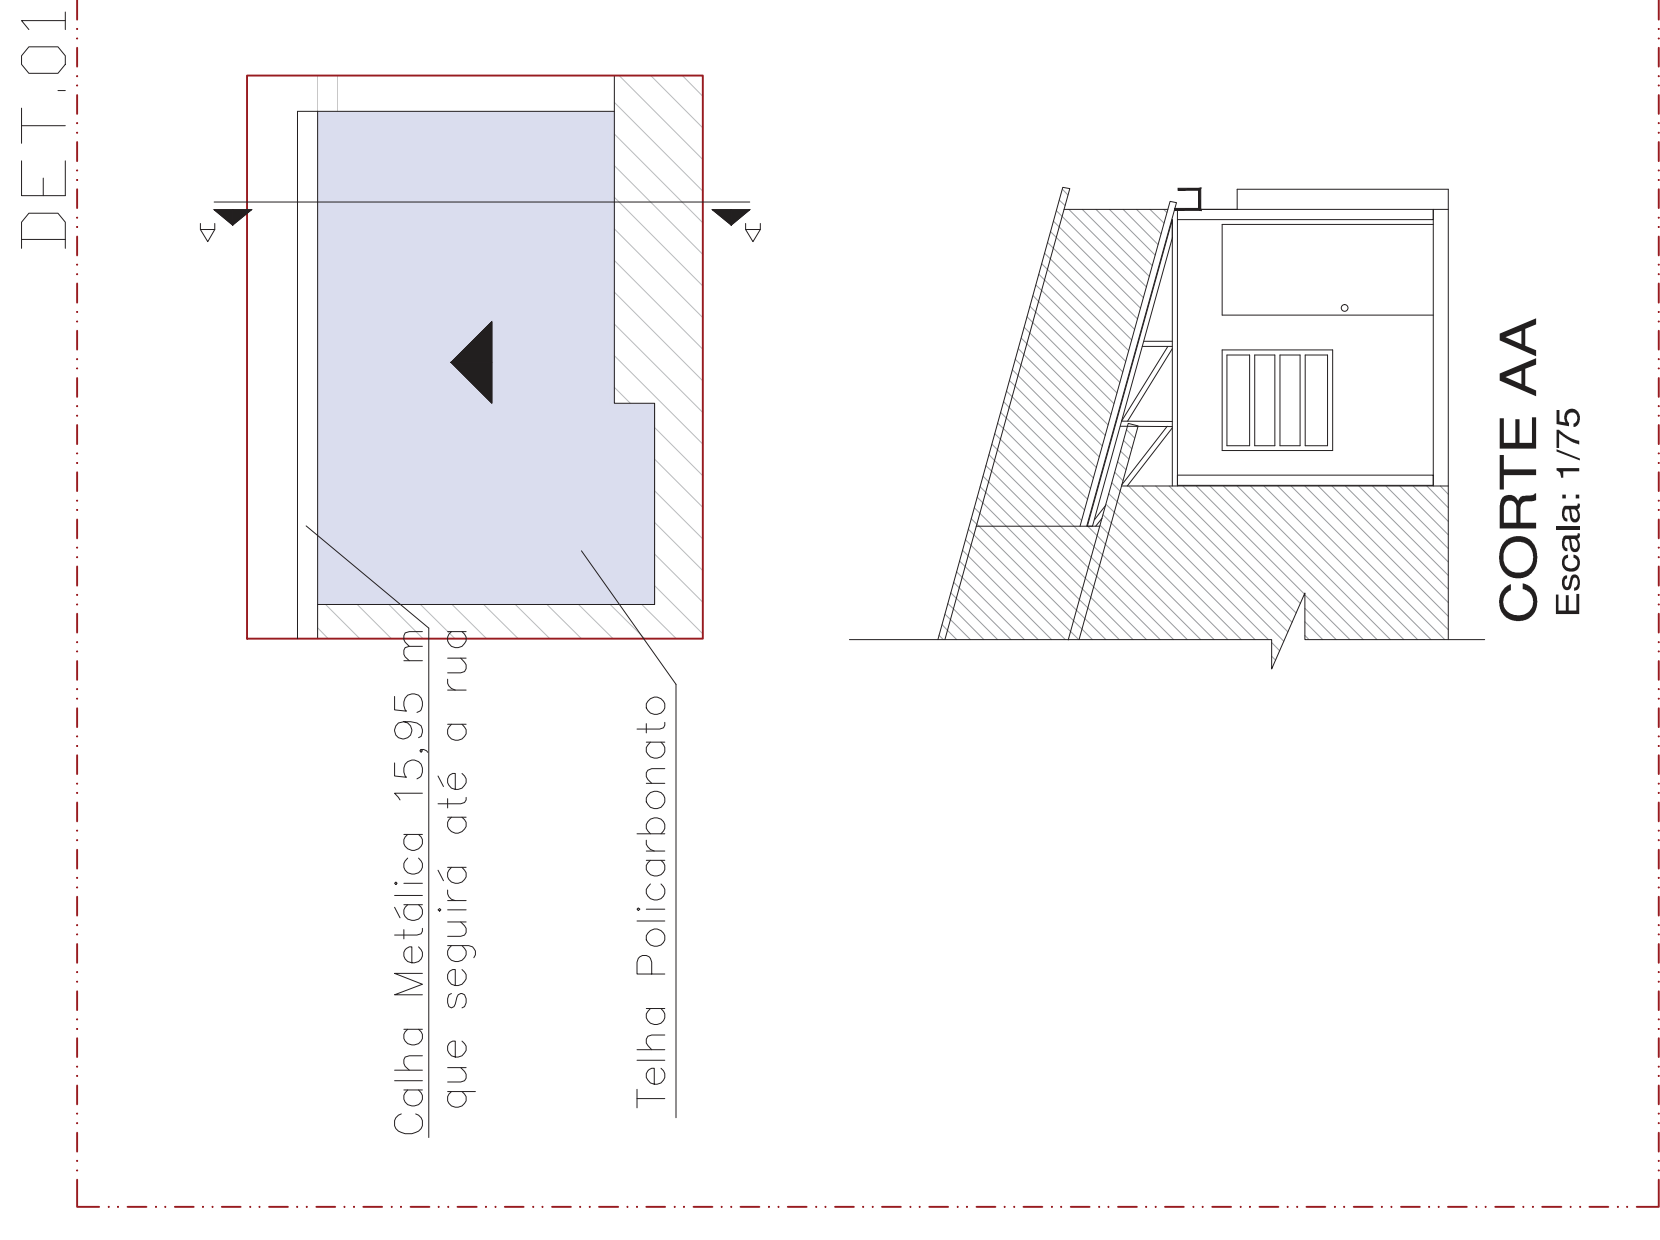 DET.01
Calha Metálica 15,95 m
que seguirá até a rua
Telha Policarbonato
A
A
CORTE AA
Escala: 1/75